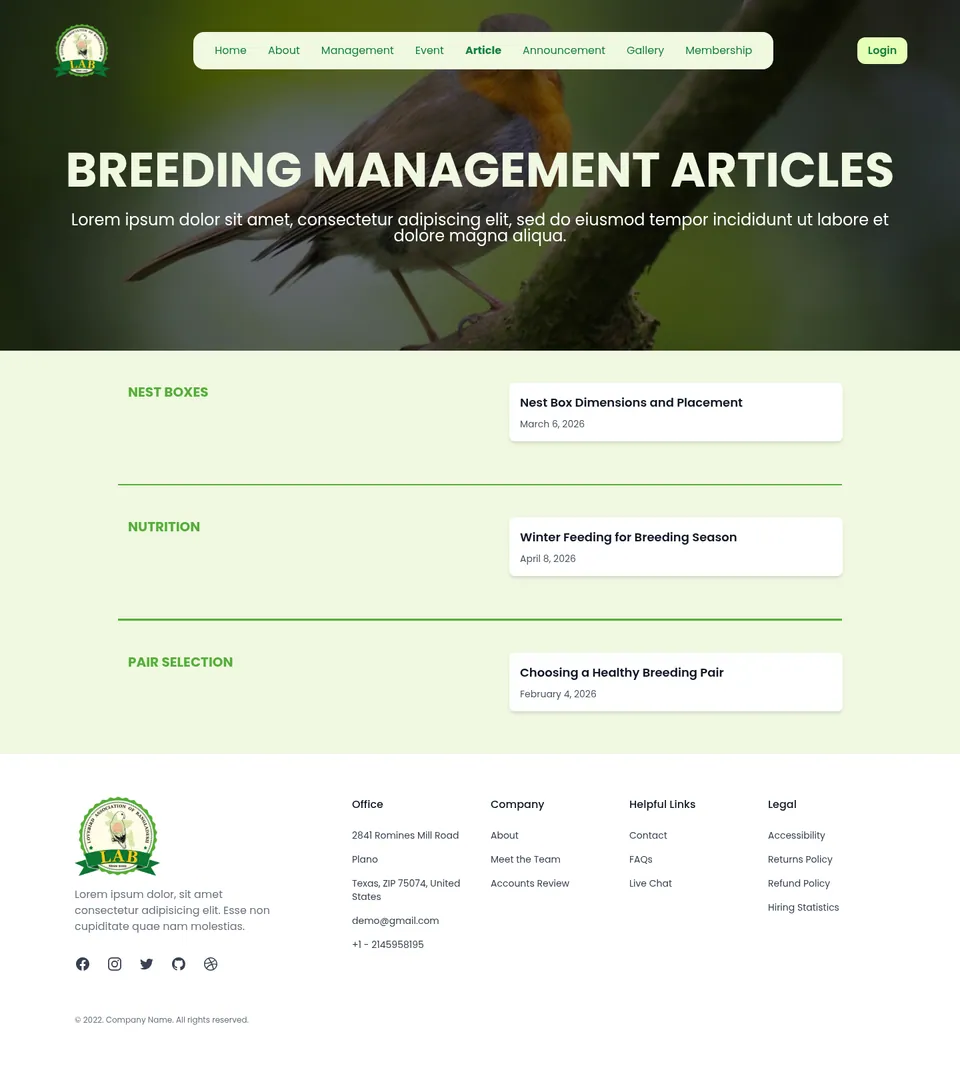 Home About Management Event Article Announcement Gallery Membership
Login
BREEDING MANAGEMENT ARTICLES
Lorem ipsum dolor sit amet, consectetur adipiscing elit, sed do eiusmod tempor incididunt ut labore et
dolore magna aliqua.
NEST BOXES
Nest Box Dimensions and Placement
March 6, 2026
NUTRITION
Winter Feeding for Breeding Season
April 8, 2026
PAIR SELECTION
Choosing a Healthy Breeding Pair
February 4, 2026
LOVEBIRD ASSOCIATION OF BANGLADESH
LAB
Lorem ipsum dolor, sit amet
consectetur adipisicing elit. Esse non
cupiditate quae nam molestias.
Office
2841 Romines Mill Road
Plano
Texas, ZIP 75074, United
States
demo@gmail.com
+1 - 2145958195
Company
About
Meet the Team
Accounts Review
Helpful Links
Contact
FAQs
Live Chat
Legal
Accessibility
Returns Policy
Refund Policy
Hiring Statistics
© 2022. Company Name. All rights reserved.